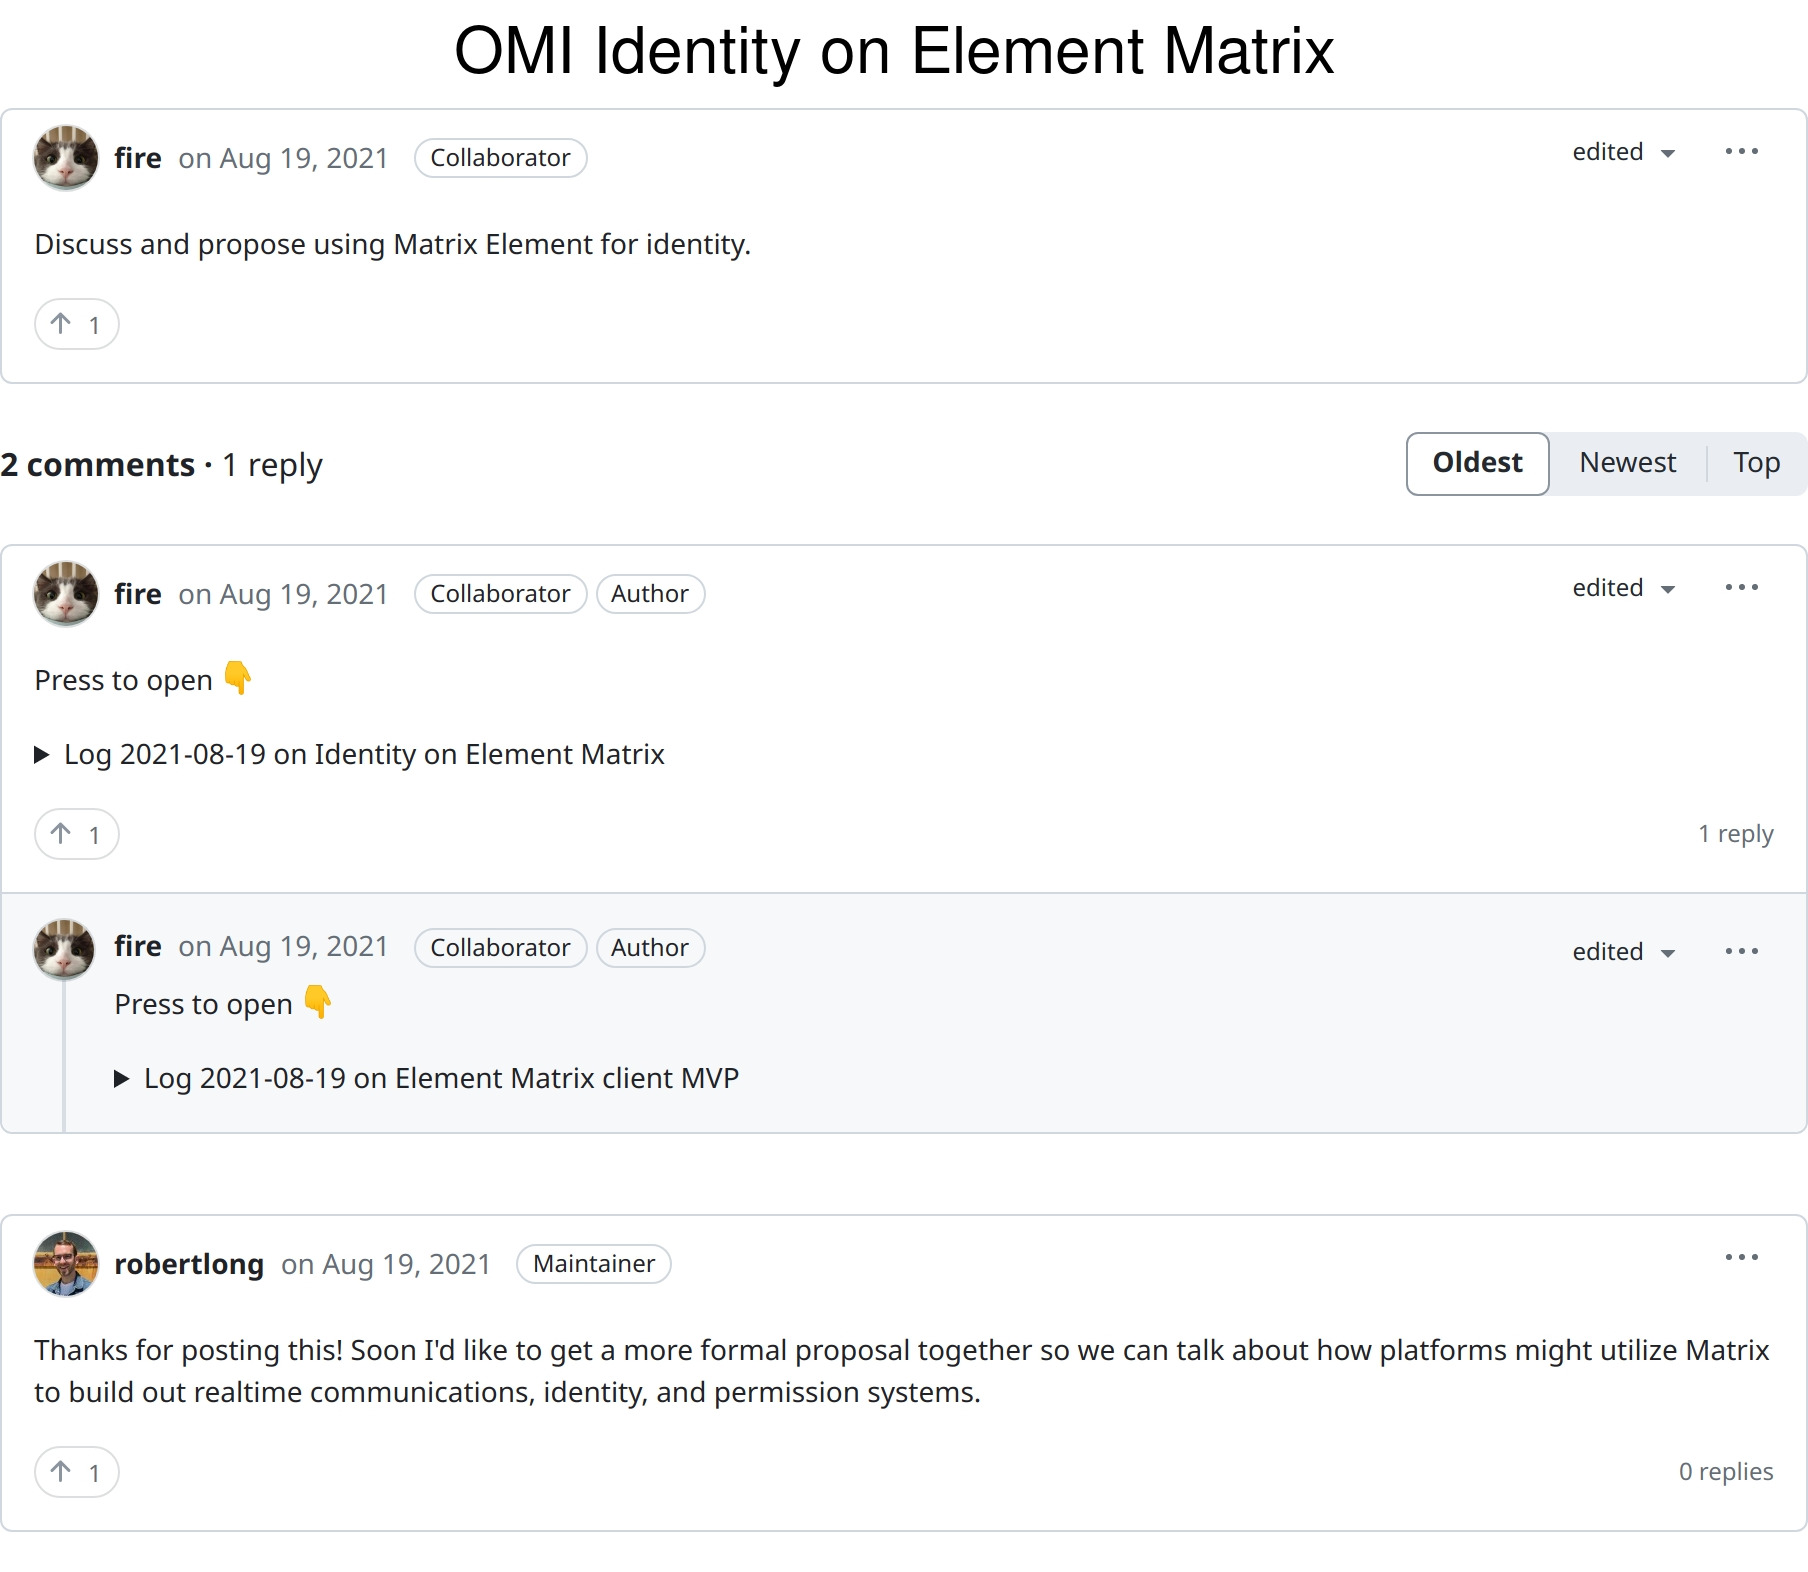 OMI Identity on Element Matrix
fire on Aug 19, 2021 Collaborator edited
Discuss and propose using Matrix Element for identity.
↑ 1
2 comments · 1 reply Oldest Newest Top
fire on Aug 19, 2021 Collaborator Author edited
Press to open 👇
Log 2021-08-19 on Identity on Element Matrix
↑ 1 1 reply
fire on Aug 19, 2021 Collaborator Author edited
Press to open 👇
Log 2021-08-19 on Element Matrix client MVP
robertlong on Aug 19, 2021 Maintainer
Thanks for posting this! Soon I'd like to get a more formal proposal together so we can talk about how platforms might utilize Matrix
to build out realtime communications, identity, and permission systems.
↑ 1 0 replies